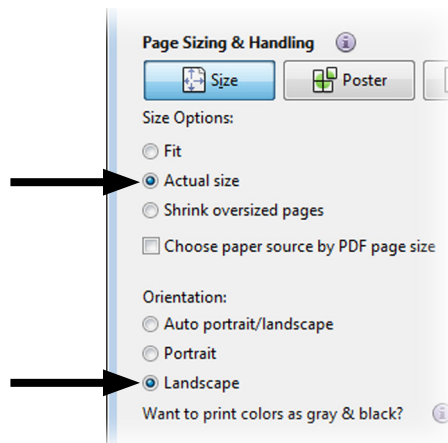 Page Sizing & Handling
Size
Poster
Size Options:
Fit
Actual size
Shrink oversized pages
Choose paper source by PDF page size
Orientation:
Auto portrait/landscape
Portrait
Landscape
Want to print colors as gray & black?